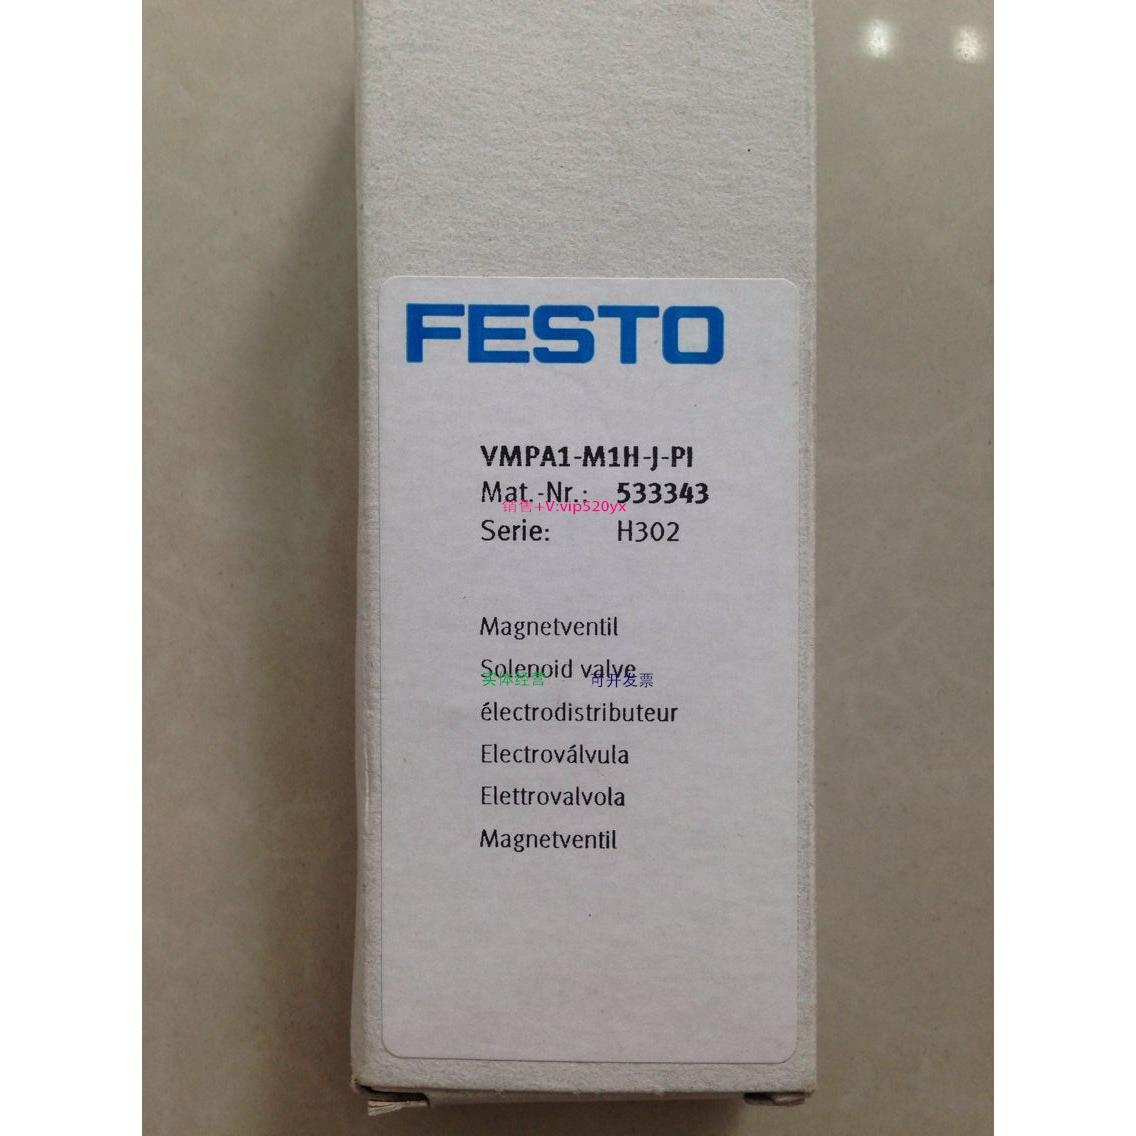 FESTO
VMPA1-M1H-J-PI
Mat.-Nr.: 533343
销售+V:vip520yx
Serie: H302
Magnetventil
Solenoid valve
实体经营 可开发票
électrodistributeur
Electroválvula
Elettrovalvola
Magnetventil